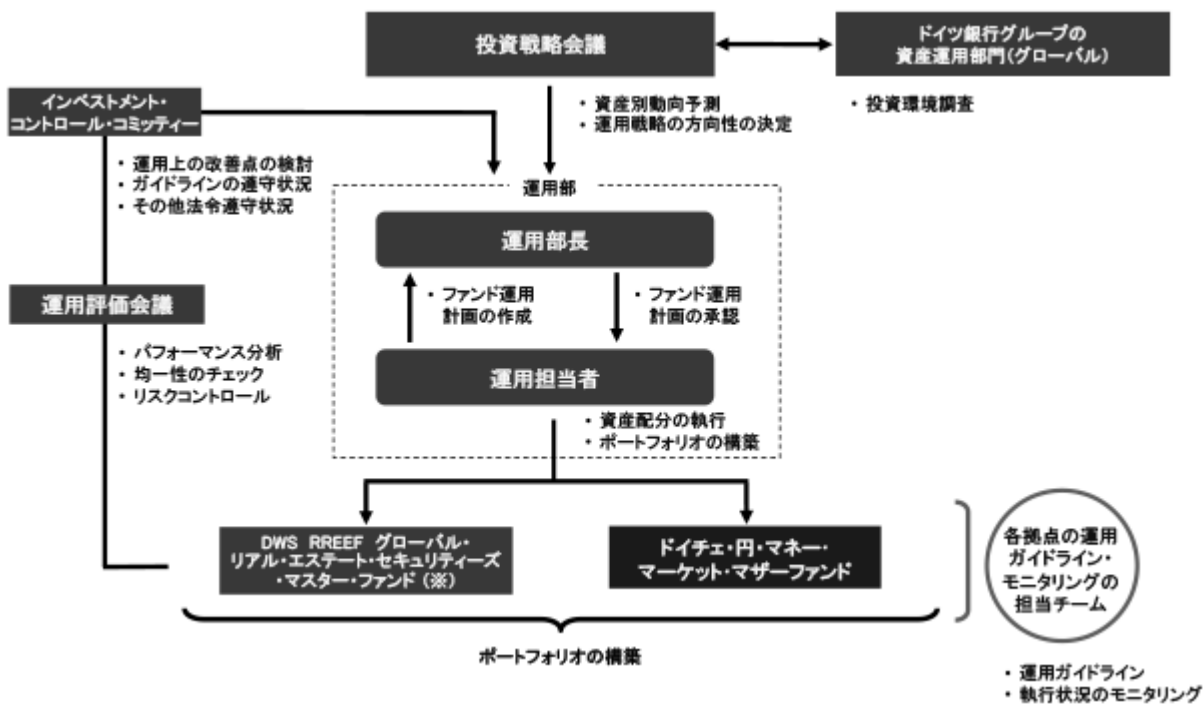 投資戦略会議
ドイツ銀行グループの
資産運用部門(グローバル)
・資産別動向予測
・運用戦略の方向性の決定
・投資環境調査
インベストメント・
コントロール・コミッティー
・運用上の改善点の検討
・ガイドラインの遵守状況
・その他法令遵守状況
運用部
運用部長
・ファンド運用
計画の作成
・ファンド運用
計画の承認
運用評価会議
・パフォーマンス分析
・均一性のチェック
・リスクコントロール
運用担当者
・資産配分の執行
・ポートフォリオの構築
DWS RREEF グローバル・
リアル・エステート・セキュリティーズ
・マスター・ファンド(※)
ドイチェ・円・マネー・
マーケット・マザーファンド
各拠点の運用
ガイドライン・
モニタリングの
担当チーム
ポートフォリオの構築
・運用ガイドライン
・執行状況のモニタリング